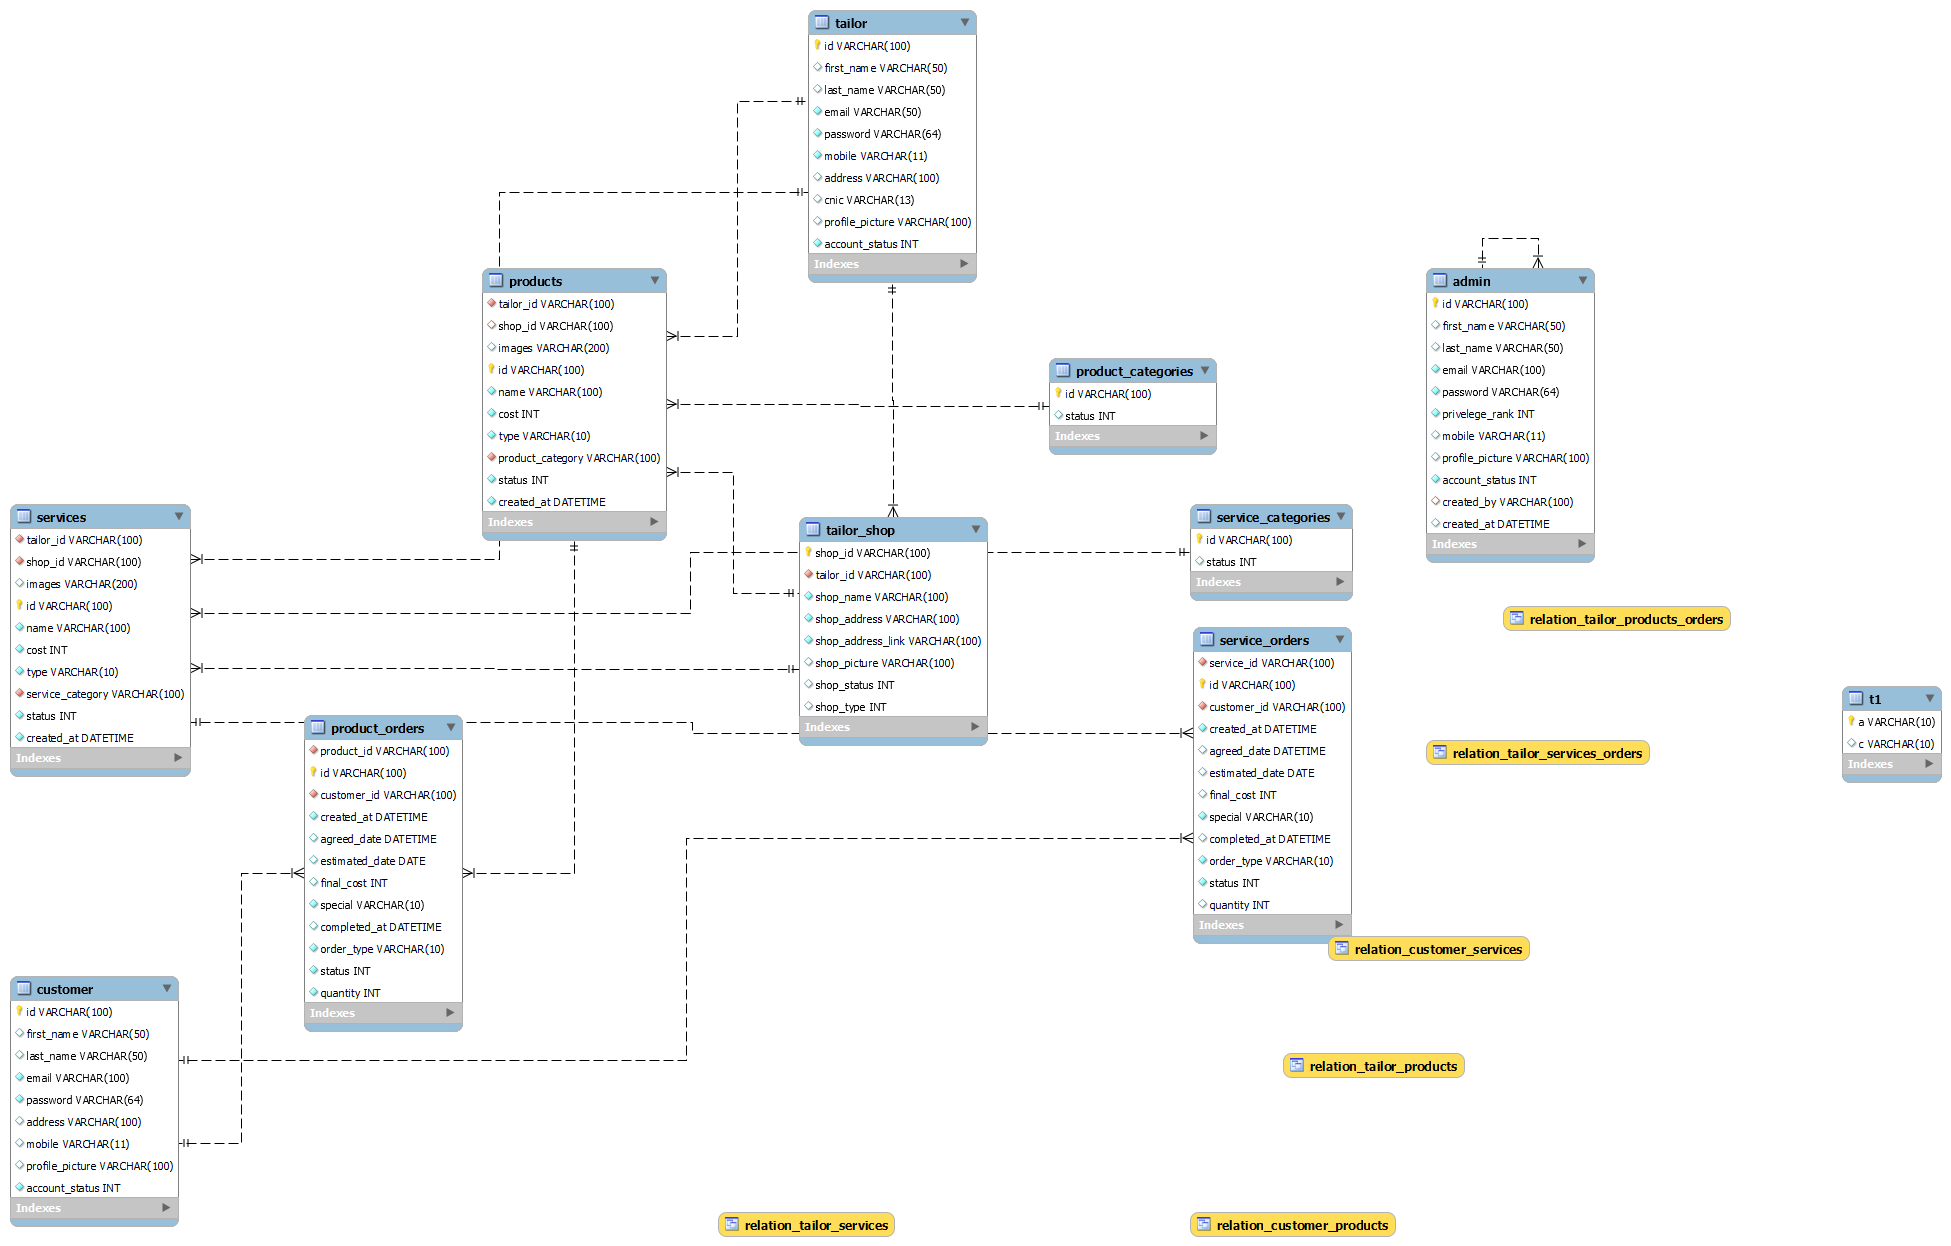 tailor
id VARCHAR(100)
first_name VARCHAR(50)
last_name VARCHAR(50)
email VARCHAR(50)
password VARCHAR(64)
mobile VARCHAR(11)
address VARCHAR(100)
cnic VARCHAR(13)
profile_picture VARCHAR(100)
account_status INT
Indexes
products
tailor_id VARCHAR(100)
shop_id VARCHAR(100)
images VARCHAR(200)
id VARCHAR(100)
name VARCHAR(100)
cost INT
type VARCHAR(10)
product_category VARCHAR(100)
status INT
created_at DATETIME
Indexes
product_categories
id VARCHAR(100)
status INT
Indexes
admin
id VARCHAR(100)
first_name VARCHAR(50)
last_name VARCHAR(50)
email VARCHAR(100)
password VARCHAR(64)
privelege_rank INT
mobile VARCHAR(11)
profile_picture VARCHAR(100)
account_status INT
created_by VARCHAR(100)
created_at DATETIME
Indexes
services
tailor_id VARCHAR(100)
shop_id VARCHAR(100)
images VARCHAR(200)
id VARCHAR(100)
name VARCHAR(100)
cost INT
type VARCHAR(10)
service_category VARCHAR(100)
status INT
created_at DATETIME
Indexes
tailor_shop
shop_id VARCHAR(100)
tailor_id VARCHAR(100)
shop_name VARCHAR(100)
shop_address VARCHAR(100)
shop_address_link VARCHAR(100)
shop_picture VARCHAR(100)
shop_status INT
shop_type INT
Indexes
service_categories
id VARCHAR(100)
status INT
Indexes
service_orders
service_id VARCHAR(100)
id VARCHAR(100)
customer_id VARCHAR(100)
created_at DATETIME
agreed_date DATETIME
estimated_date DATE
final_cost INT
special VARCHAR(10)
completed_at DATETIME
order_type VARCHAR(10)
status INT
quantity INT
Indexes
relation_tailor_products_orders
relation_tailor_services_orders
t1
a VARCHAR(10)
c VARCHAR(10)
Indexes
product_orders
product_id VARCHAR(100)
id VARCHAR(100)
customer_id VARCHAR(100)
created_at DATETIME
agreed_date DATETIME
estimated_date DATE
final_cost INT
special VARCHAR(10)
completed_at DATETIME
order_type VARCHAR(10)
status INT
quantity INT
Indexes
relation_customer_services
customer
id VARCHAR(100)
first_name VARCHAR(50)
last_name VARCHAR(50)
email VARCHAR(100)
password VARCHAR(64)
address VARCHAR(100)
mobile VARCHAR(11)
profile_picture VARCHAR(100)
account_status INT
Indexes
relation_tailor_products
relation_tailor_services
relation_customer_products